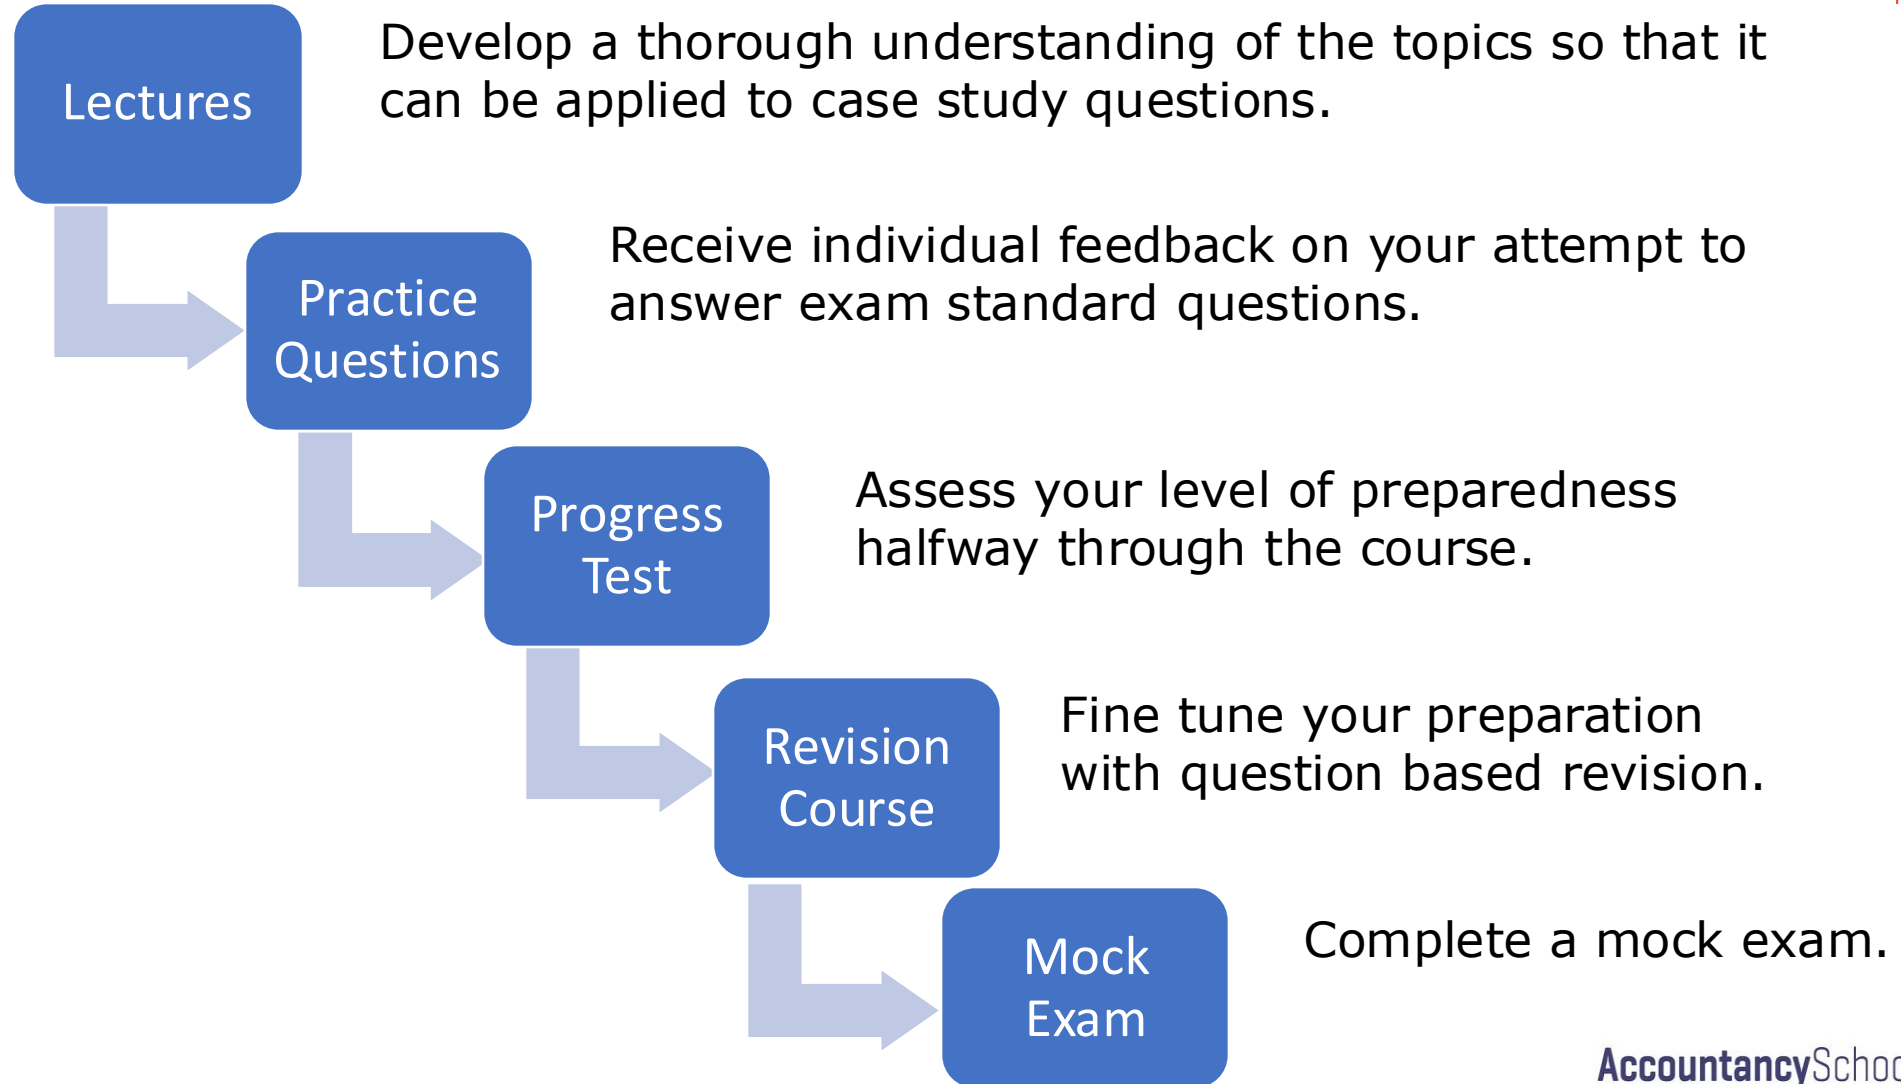 Lectures
Develop a thorough understanding of the topics so that it
can be applied to case study questions.
Practice
Questions
Receive individual feedback on your attempt to
answer exam standard questions.
Progress
Test
Assess your level of preparedness
halfway through the course.
Revision
Course
Fine tune your preparation
with question based revision.
Mock
Exam
Complete a mock exam.
AccountancySchoo